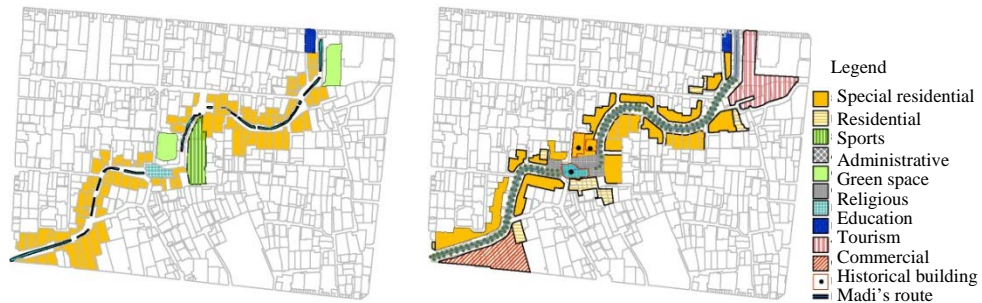 Legend
Special residential
Residential
Sports
Administrative
Green space
Religious
Education
Tourism
Commercial
Historical building
Madi's route